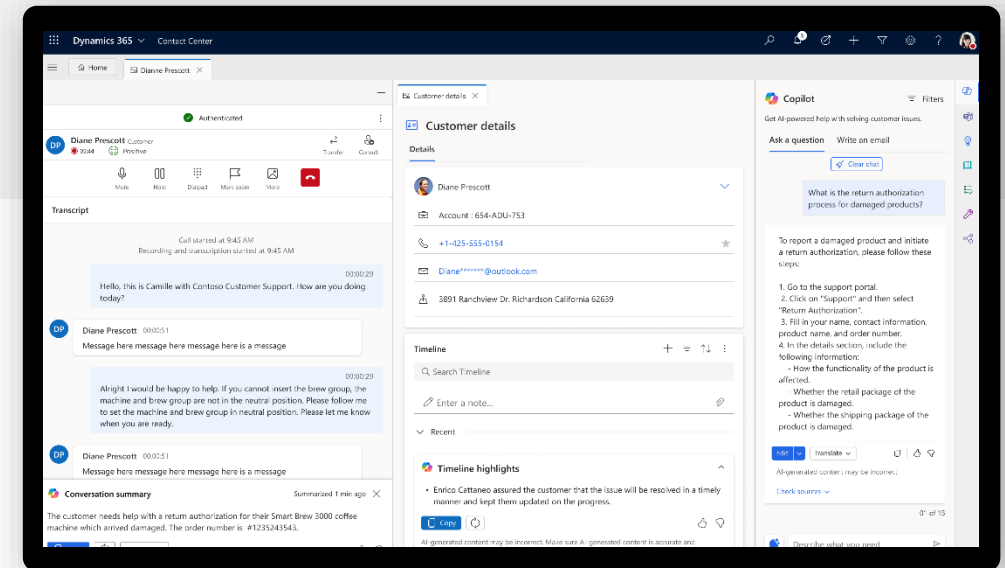 Dynamics 365
Contact Center
1
Home
Dianne Prescott
Authenticated
DP
Diane Prescott Customer
00:44
Positive
Transfer
Consult
Mute
Hold
Dialpad
Mark soon
More
Transcript
Call started at 9:45 AM
Recording and transcription started at 9:45 AM
00:00:29
Hello, this is Camille with Contoso Customer Support. How are you doing
today?
DP
Diane Prescott 00:00:51
Message here message here message here is a message
00:00:29
Alright I would be happy to help. If you cannot insert the brew group, the
machine and brew group are not in the neutral position. Please follow me
to set the machine and brew group in neutral position. Please let me know
when you are ready.
DP
Diane Prescott 00:00:51
Message here message here message here is a message
Conversation summary
Summarized 1 min ago
The customer needs help with a return authorization for their Smart Brew 3000 coffee
machine which arrived damaged. The order number is #1235243543.
Customer details
Customer details
Details
Diane Prescott
Account : 654-ADU-753
+1-425-555-0154
Diane*******@outlook.com
3891 Ranchview Dr. Richardson California 62639
Timeline
Search Timeline
Enter a note...
Recent
Timeline highlights
• Enrico Cattaneo assured the customer that the issue will be resolved in a timely
manner and kept them updated on the progress.
Copy
AI-generated content may be incorrect. Make sure AI-generated content is accurate and
Copilot
Filters
Get AI-powered help with solving customer issues.
Ask a question
Write an email
Clear chat
What is the return authorization
process for damaged products?
To report a damaged product and initiate
a return authorization, please follow these
steps:
1. Go to the support portal.
2. Click on "Support" and then select
"Return Authorization".
3. Fill in your name, contact information,
product name, and order number.
4. In the details section, include the
following information:
- How the functionality of the product is
affected.
- Whether the retail package of the
product is damaged.
- Whether the shipping package of the
product is damaged.
Edit
Translate
AI-generated content may be incorrect
Check sources
of 15
Describe what you need